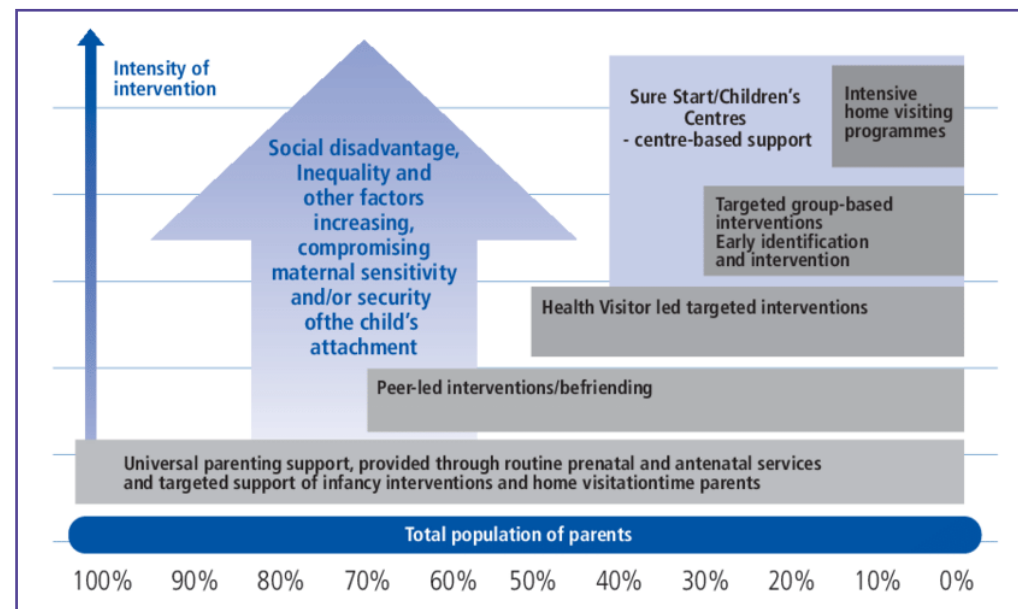 Intensity of
intervention
Social disadvantage,
Inequality and
other factors
increasing,
compromising
maternal sensitivity
and/or security
ofthe child's
attachment
Sure Start/Children's
Centres
- centre-based support
Intensive
home visiting
programmes
Targeted group-based
interventions
Early identification
and intervention
Health Visitor led targeted interventions
Peer-led interventions/befriending
Universal parenting support, provided through routine prenatal and antenatal services
and targeted support of infancy interventions and home visitationtime parents
Total population of parents
100% 90% 80% 70% 60% 50% 40% 30% 20% 10% 0%